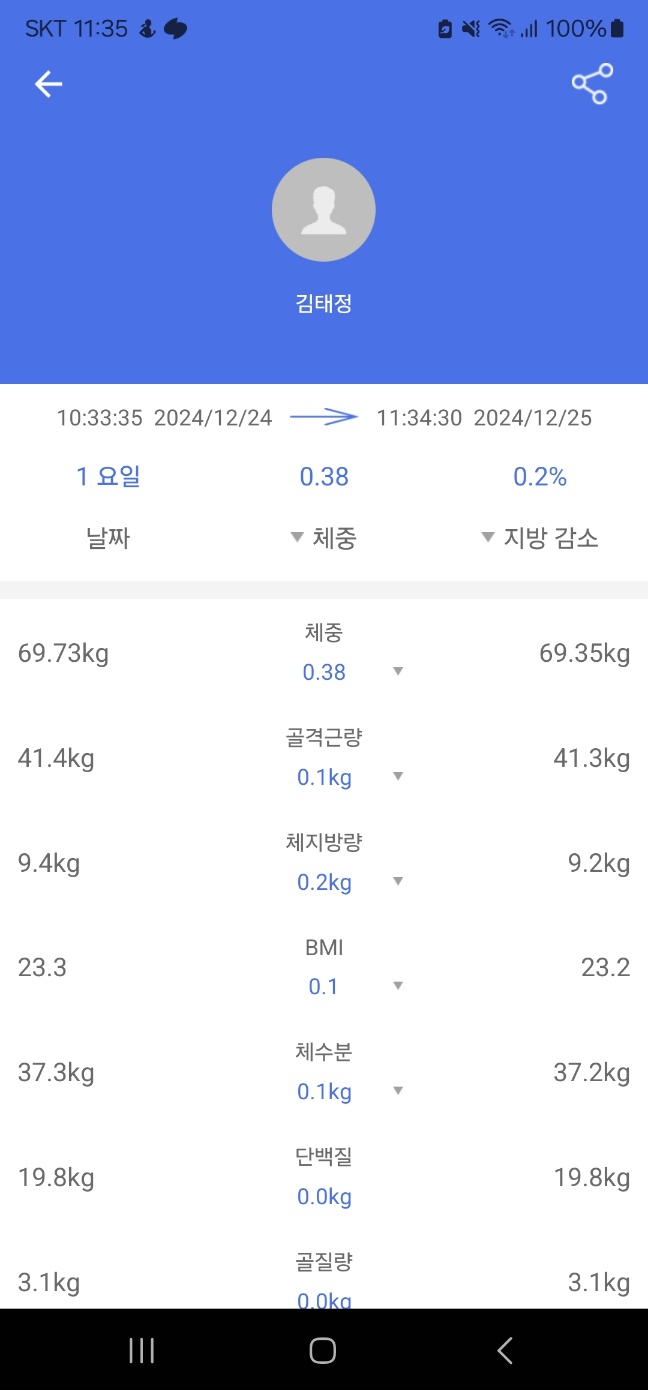 SKT 11:35 100%
김태정
10:33:35 2024/12/24 11:34:30 2024/12/25
1 요일 0.38 0.2%
날짜 ▼ 체중 ▼ 지방 감소
체중
69.73kg 0.38 ▼ 69.35kg
골격근량
41.4kg 0.1kg ▼ 41.3kg
체지방량
9.4kg 0.2kg ▼ 9.2kg
BMI
23.3 0.1 ▼ 23.2
체수분
37.3kg 0.1kg ▼ 37.2kg
단백질
19.8kg 0.0kg 19.8kg
골질량
3.1kg 0.0kg 3.1kg